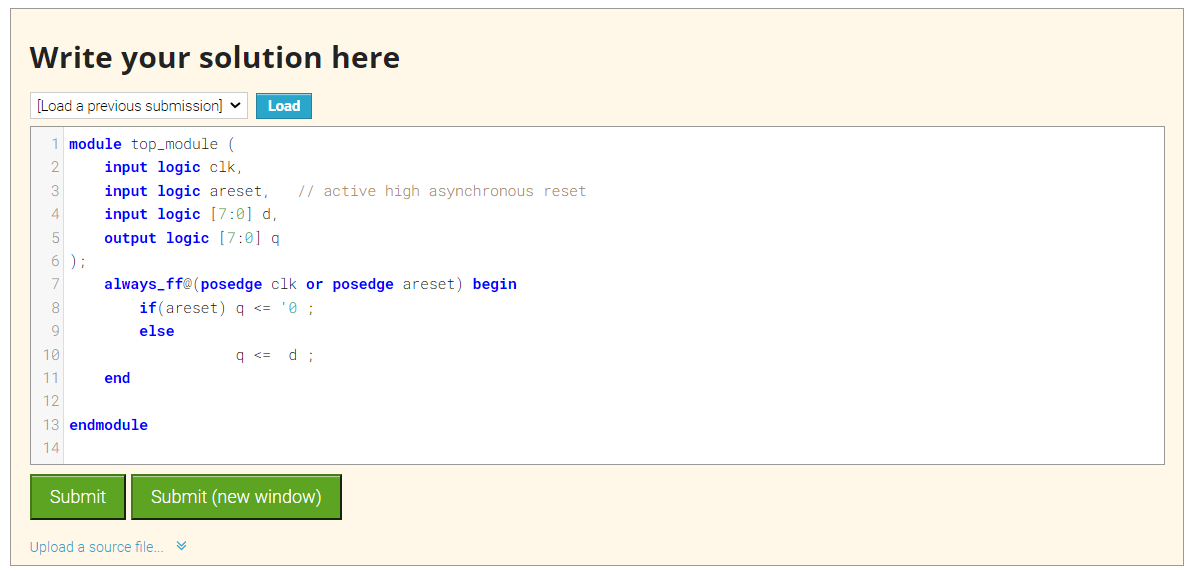 Write your solution here
[Load a previous submission] Load
1 module top_module (
2     input logic clk,
3     input logic areset,   // active high asynchronous reset
4     input logic [7:0] d,
5     output logic [7:0] q
6 );
7     always_ff@(posedge clk or posedge areset) begin
8         if(areset) q <= '0 ;
9         else
10                    q <=  d ;
11    end
12
13 endmodule
14
Submit Submit (new window)
Upload a source file...